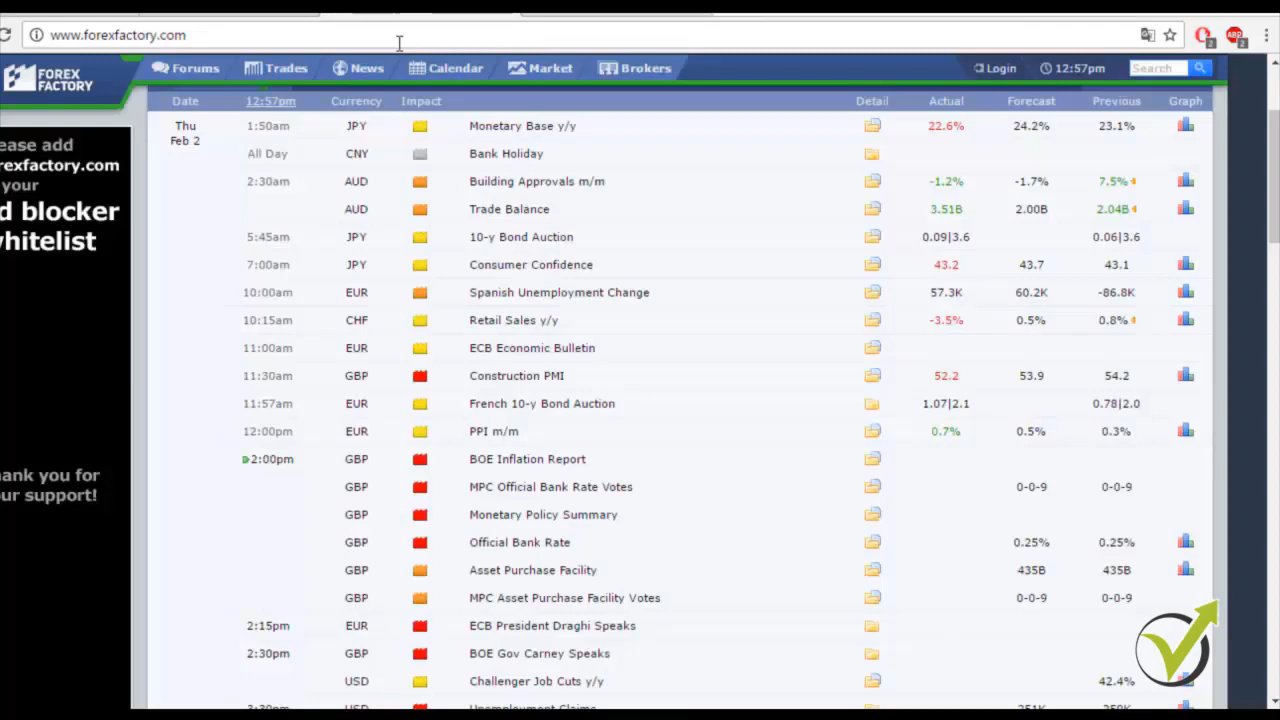 www.forexfactory.com
2
ABP
2
FOREX
FACTORY
Forums Trades News Calendar Market Brokers Login 12:57pm Search
Date 12:57pm Currency Impact Detail Actual Forecast Previous Graph
Thu
Feb 2
1:50am JPY Monetary Base y/y 22.6% 24.2% 23.1%
All Day CNY Bank Holiday
2:30am AUD Building Approvals m/m -1.2% -1.7% 7.5%
AUD Trade Balance 3.51B 2.00B 2.04B
5:45am JPY 10-y Bond Auction 0.09|3.6 0.06|3.6
7:00am JPY Consumer Confidence 43.2 43.7 43.1
10:00am EUR Spanish Unemployment Change 57.3K 60.2K -86.8K
10:15am CHF Retail Sales y/y -3.5% 0.5% 0.8%
11:00am EUR ECB Economic Bulletin
11:30am GBP Construction PMI 52.2 53.9 54.2
11:57am EUR French 10-y Bond Auction 1.07|2.1 0.78|2.0
12:00pm EUR PPI m/m 0.7% 0.5% 0.3%
2:00pm GBP BOE Inflation Report
GBP MPC Official Bank Rate Votes 0-0-9 0-0-9
GBP Monetary Policy Summary
GBP Official Bank Rate 0.25% 0.25%
GBP Asset Purchase Facility 435B 435B
GBP MPC Asset Purchase Facility Votes 0-0-9 0-0-9
2:15pm EUR ECB President Draghi Speaks
2:30pm GBP BOE Gov Carney Speaks
USD Challenger Job Cuts y/y 42.4%
USD Unemployment Claims
ease add
rexfactory.com
your
d blocker
hitelist
hank you for
ur support!